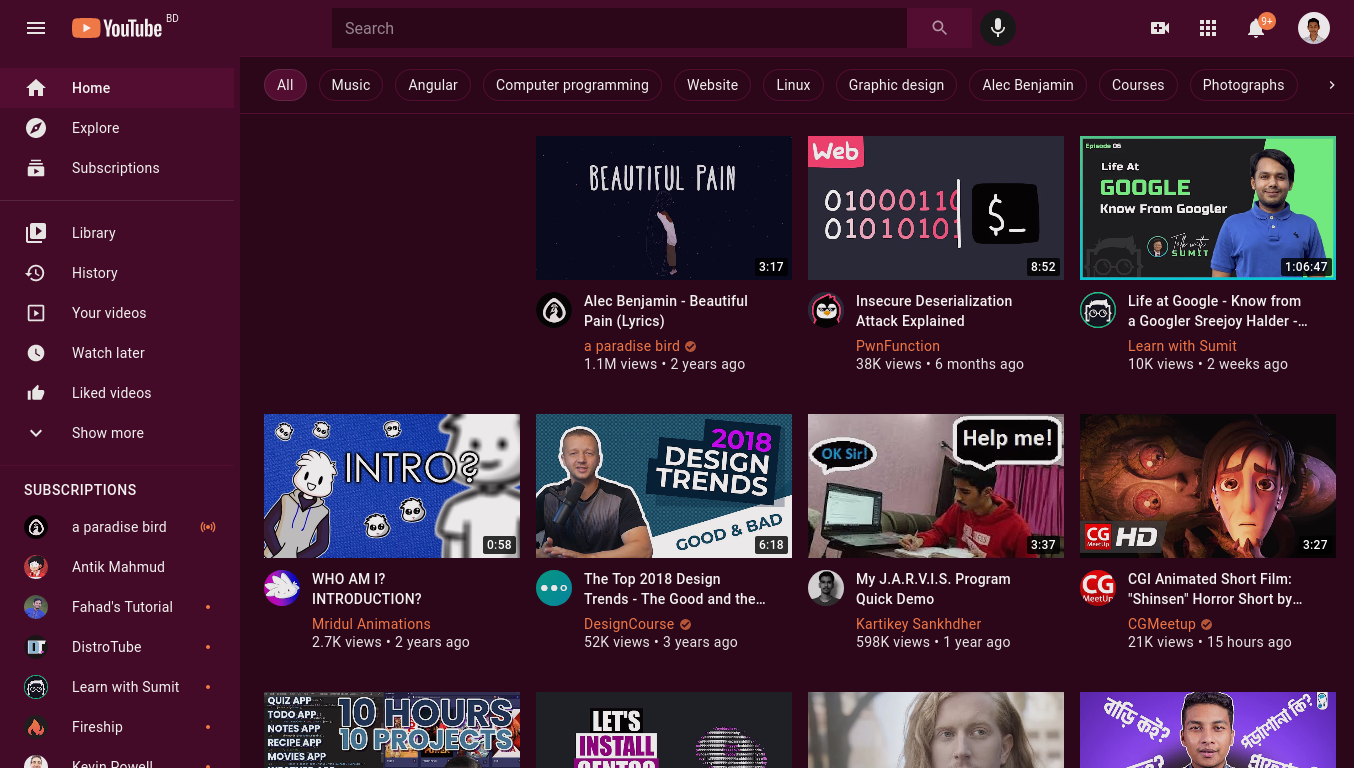 YouTube BD
Search
9+
Home
Explore
Subscriptions
Library
History
Your videos
Watch later
Liked videos
Show more
SUBSCRIPTIONS
a paradise bird
Antik Mahmud
Fahad's Tutorial
DistroTube
Learn with Sumit
Fireship
Kevin Powell
All
Music
Angular
Computer programming
Website
Linux
Graphic design
Alec Benjamin
Courses
Photographs
BEAUTIFUL PAIN
3:17
Alec Benjamin - Beautiful
Pain (Lyrics)
a paradise bird
1.1M views • 2 years ago
Web
01000110
01010101
$_
8:52
Insecure Deserialization
Attack Explained
PwnFunction
38K views • 6 months ago
Episode 06
Life At
GOOGLE
Know From Googler
Talk with
SUMIT
1:06:47
Life at Google - Know from
a Googler Sreejoy Halder -…
Learn with Sumit
10K views • 2 weeks ago
INTRO?
0:58
WHO AM I?
INTRODUCTION?
Mridul Animations
2.7K views • 2 years ago
2018
DESIGN
TRENDS
GOOD & BAD
6:18
The Top 2018 Design
Trends - The Good and the…
DesignCourse
52K views • 3 years ago
OK Sir!
Help me!
3:37
My J.A.R.V.I.S. Program
Quick Demo
Kartikey Sankhdher
598K views • 1 year ago
CG
MeetUp
HD
3:27
CG
MeetUp
CGI Animated Short Film:
"Shinsen" Horror Short by…
CGMeetup
21K views • 15 hours ago
QUIZ APP
TODO APP
NOTES APP
RECIPE APP
MOVIES APP
10 HOURS
10 PROJECTS
LET'S
INSTALL
CENTOS
বাড়ি কই?
পড়াশোনা কি?